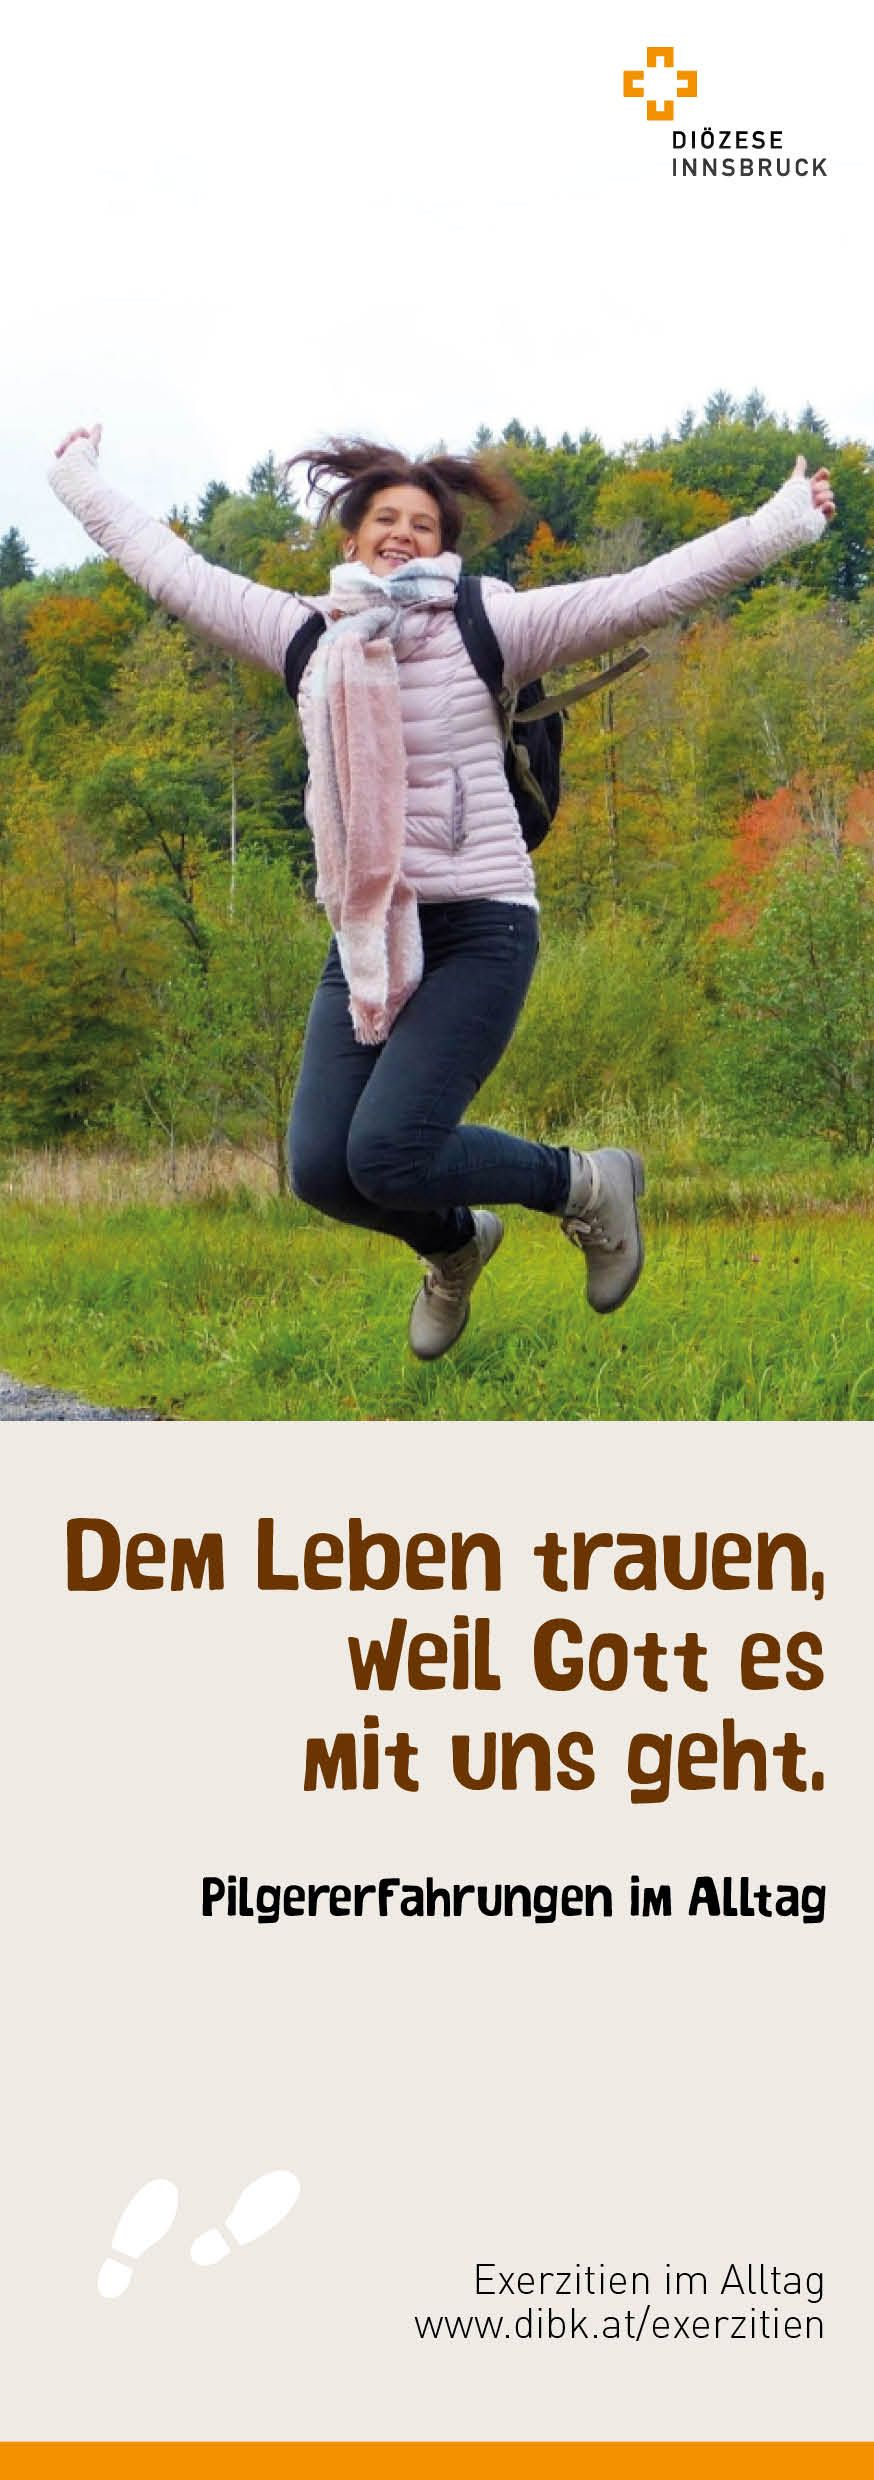 DIÖZESE
INNSBRUCK
Dem Leben trauen,
weil Gott es
mit uns geht.
Pilgererfahrungen im Alltag
Exerzitien im Alltag
www.dibk.at/exerzitien